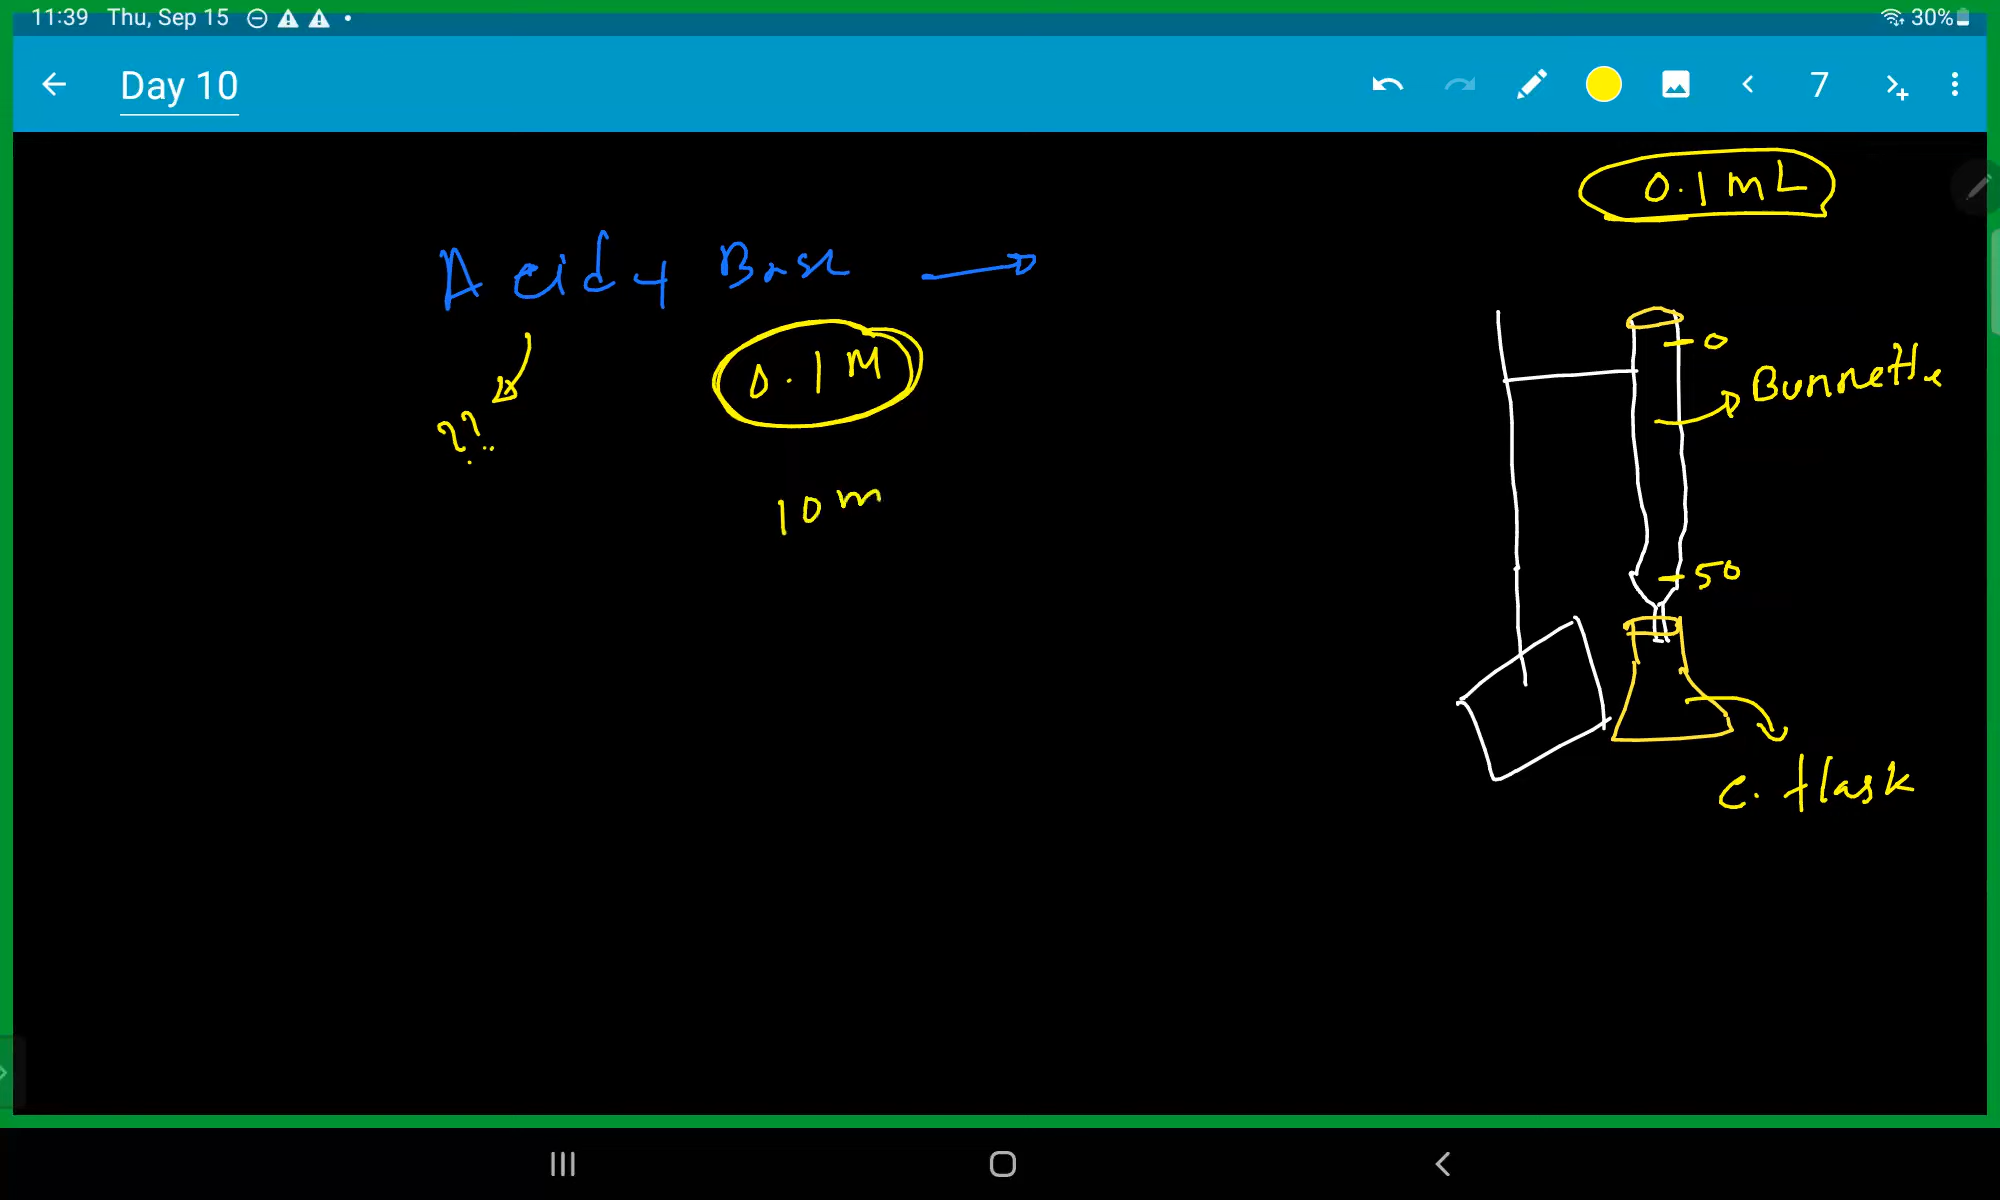 11:39 Thu, Sep 15
30%
Day 10
7
0.1 mL
Acid & Base →
0.1 M
??
10 m
0
Burrette
50
C. flask